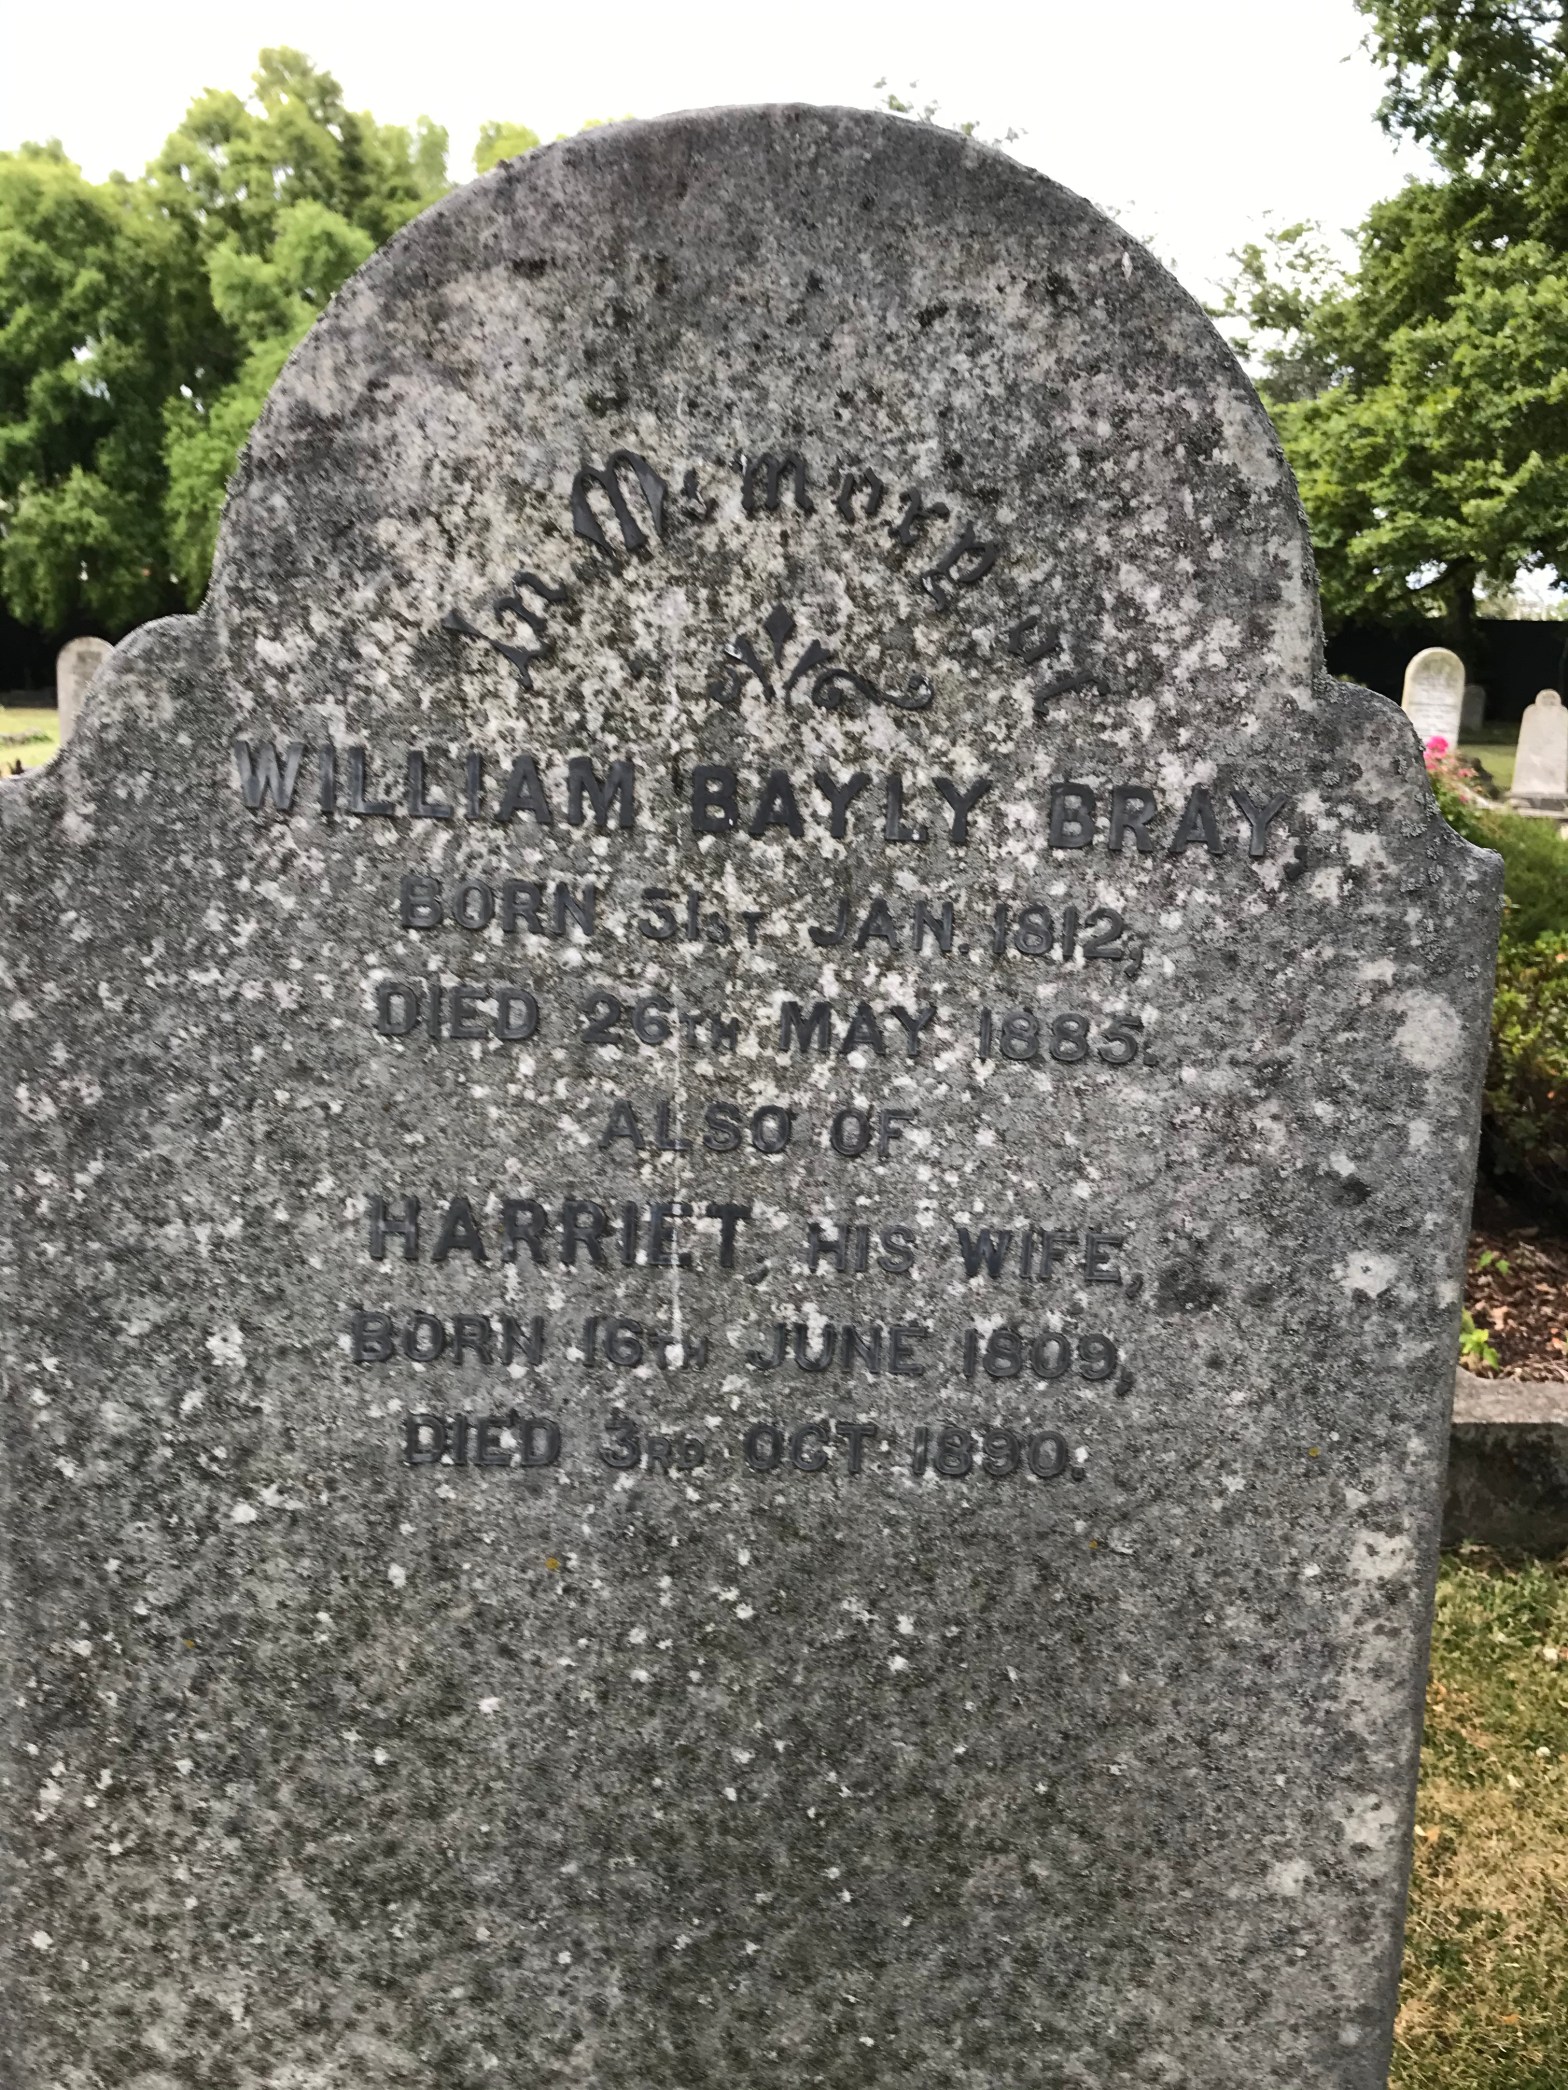 In Memory of
WILLIAM BAYLY BRAY,
BORN 31ST JAN. 1812,
DIED 26TH MAY 1885.
ALSO OF
HARRIET, HIS WIFE,
BORN 16TH JUNE 1809,
DIED 3RD OCT 1890.